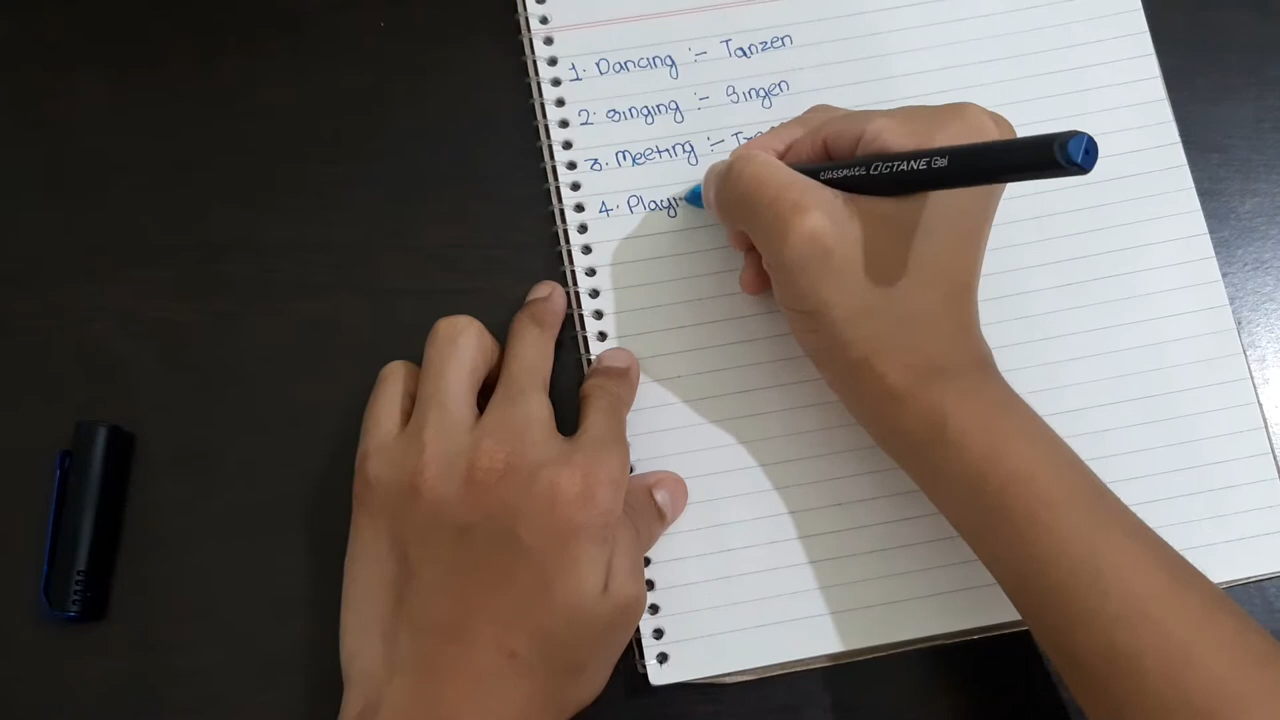 1. Dancing :- Tanzen
2. singing :- Singen
3. Meeting :-
4.
classmate OCTANE Gel